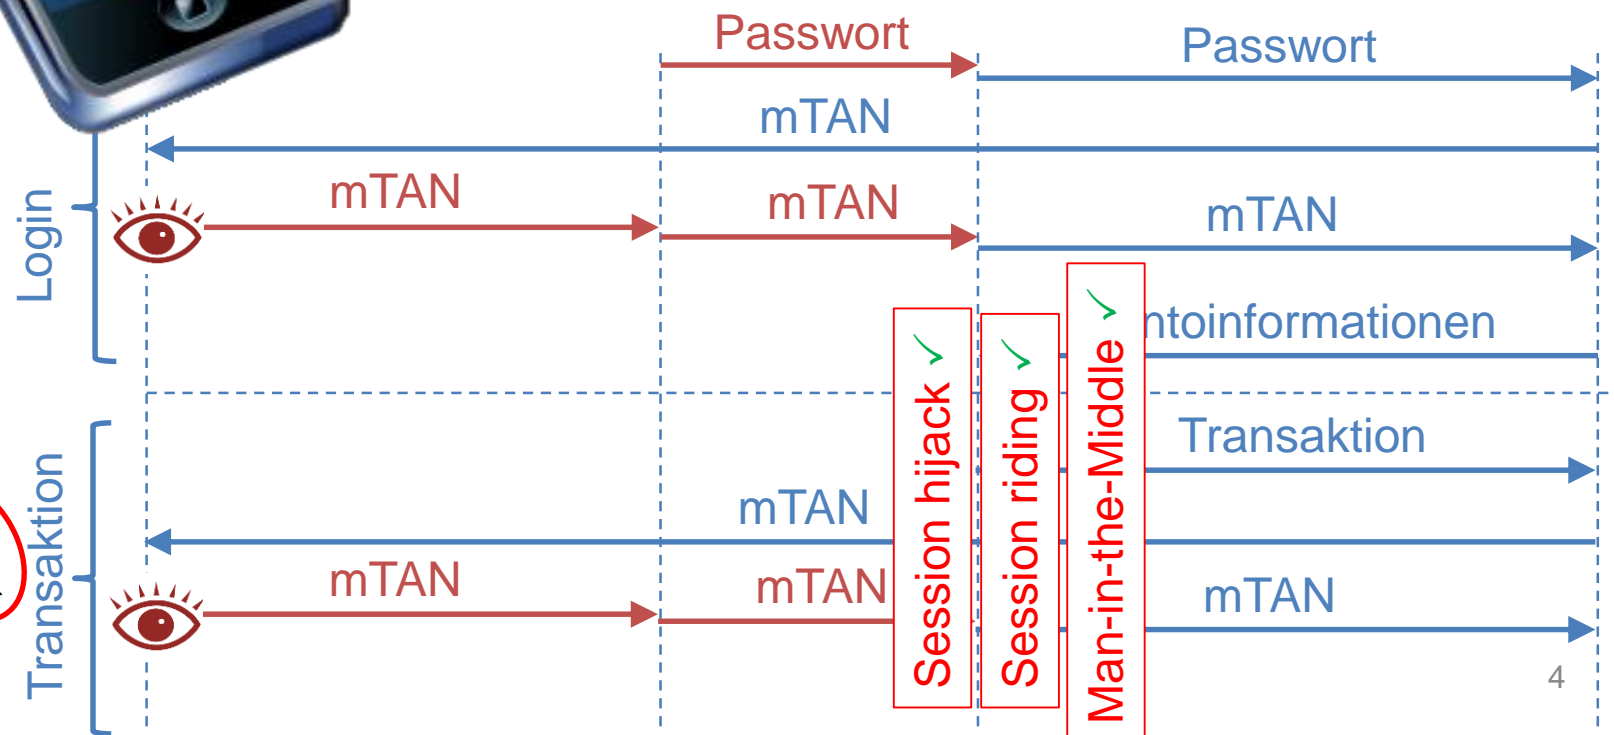 Passwort
Passwort
mTAN
mTAN
mTAN
mTAN
Login
ntoinformationen
Transaktion
mTAN
mTAN
mTAN
mTAN
Transaktion
Session hijack ✓
Session riding ✓
Man-in-the-Middle ✓
4